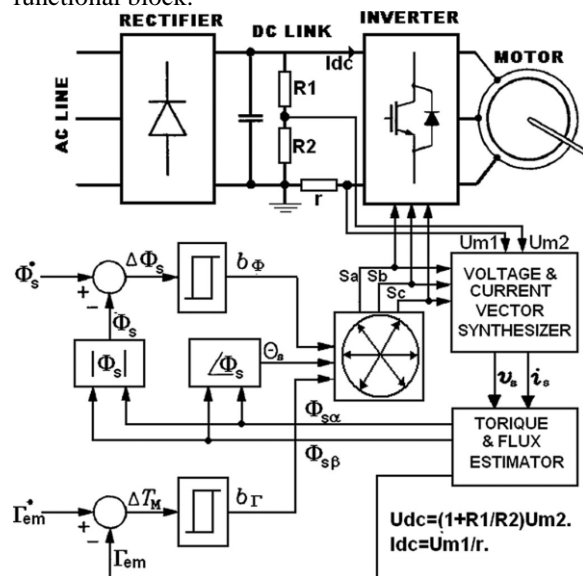 functional block.
RECTIFIER
DC LINK
INVERTER
MOTOR
AC LINE
Idc
R1
R2
r
Um1 Um2
Φs*
+
−
ΔΦs
bΦ
Sa
Sb
Sc
VOLTAGE &
CURRENT
VECTOR
SYNTHESIZER
Φs
|Φs|
∠Φs
Θs
vs
is
Φsα
Φsβ
TORIQUE
& FLUX
ESTIMATOR
Γem*
+
−
ΔTM
bΓ
Γem
Udc=(1+R1/R2)Um2.
Idc=Um1/r.